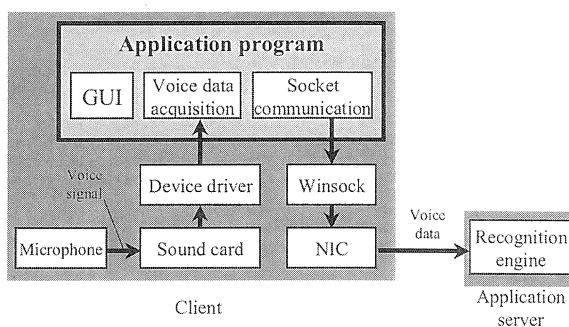 Application program
GUI
Voice data
acquisition
Socket
communication
Voice
signal
Device driver
Winsock
Microphone
Sound card
NIC
Voice
data
Recognition
engine
Client
Application
server